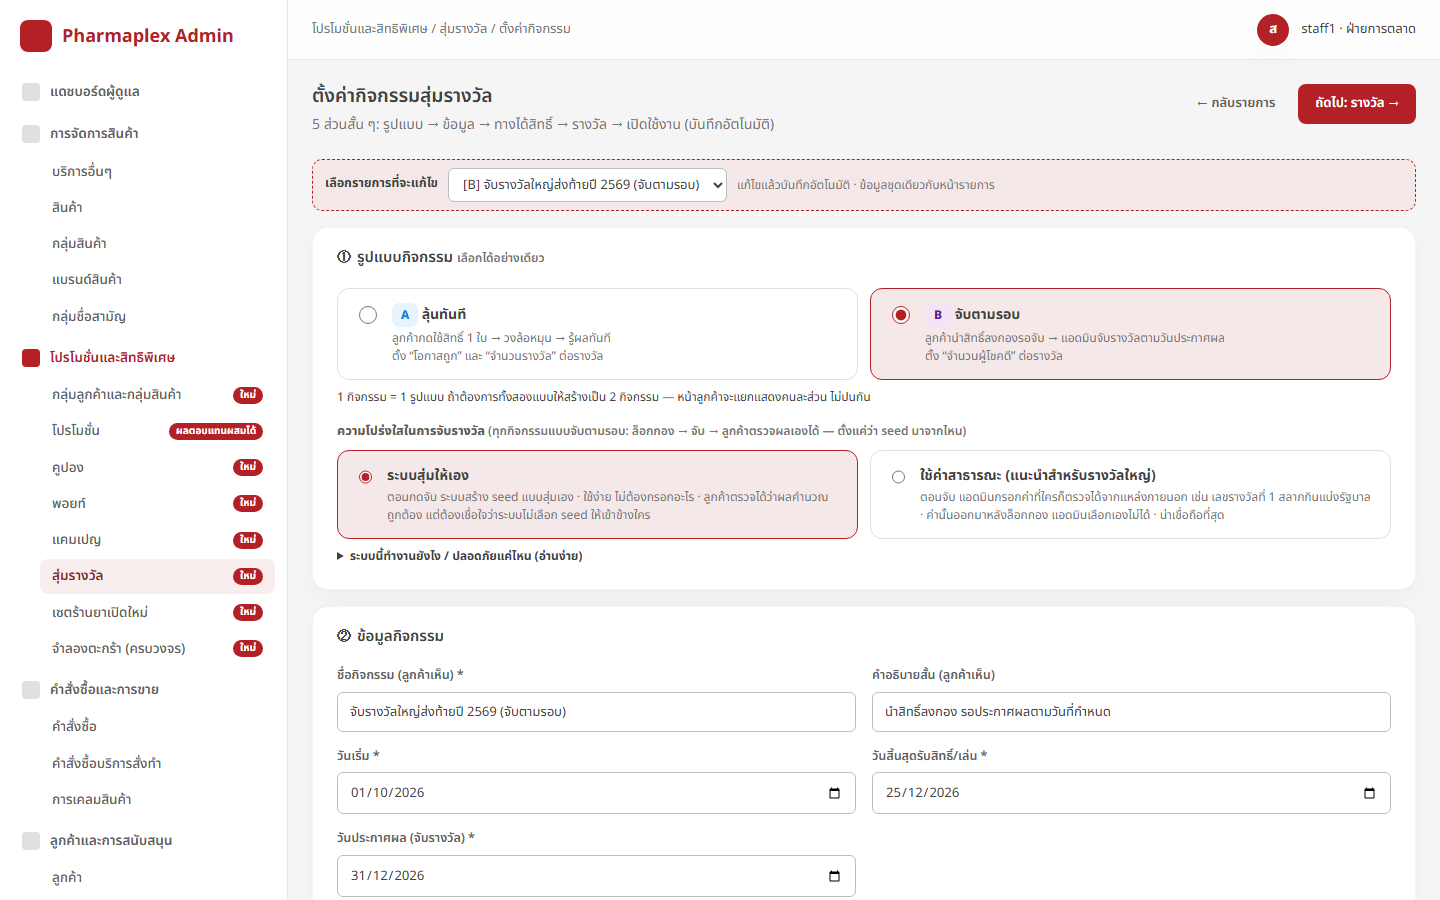 Pharmaplex Admin
แดชบอร์ดผู้ดูแล
การจัดการสินค้า
บริการอื่นๆ
สินค้า
กลุ่มสินค้า
แบรนด์สินค้า
กลุ่มชื่อสามัญ
โปรโมชั่นและสิทธิพิเศษ
กลุ่มลูกค้าและกลุ่มสินค้า ใหม่
โปรโมชั่น ผลตอบแทนผสมได้
คูปอง ใหม่
พอยท์ ใหม่
แคมเปญ ใหม่
สุ่มรางวัล ใหม่
เซตร้านยาเปิดใหม่ ใหม่
จำลองตะกร้า (ครบวงจร) ใหม่
คำสั่งซื้อและการขาย
คำสั่งซื้อ
คำสั่งซื้อบริการสั่งทำ
การเคลมสินค้า
ลูกค้าและการสนับสนุน
ลูกค้า
โปรโมชั่นและสิทธิพิเศษ / สุ่มรางวัล / ตั้งค่ากิจกรรม
ส staff1 · ฝ่ายการตลาด
ตั้งค่ากิจกรรมสุ่มรางวัล
5 ส่วนสั้น ๆ: รูปแบบ → ข้อมูล → ทางได้สิทธิ์ → รางวัล → เปิดใช้งาน (บันทึกอัตโนมัติ)
← กลับรายการ
ถัดไป: รางวัล →
เลือกรายการที่จะแก้ไข [B] จับรางวัลใหญ่ส่งท้ายปี 2569 (จับตามรอบ) แก้ไขแล้วบันทึกอัตโนมัติ · ข้อมูลชุดเดียวกับหน้ารายการ
① รูปแบบกิจกรรม เลือกได้อย่างเดียว
A ลุ้นทันที
ลูกค้ากดใช้สิทธิ์ 1 ใบ → วงล้อหมุน → รู้ผลทันที
ตั้ง “โอกาสถูก” และ “จำนวนรางวัล” ต่อรางวัล
B จับตามรอบ
ลูกค้านำสิทธิ์ลงกองรอจับ → แอดมินจับรางวัลตามวันประกาศผล
ตั้ง “จำนวนผู้โชคดี” ต่อรางวัล
1 กิจกรรม = 1 รูปแบบ ถ้าต้องการทั้งสองแบบให้สร้างเป็น 2 กิจกรรม — หน้าลูกค้าจะแยกแสดงคนละส่วน ไม่ปนกัน
ความโปร่งใสในการจับรางวัล (ทุกกิจกรรมแบบจับตามรอบ: ล็อกกอง → จับ → ลูกค้าตรวจผลเองได้ — ตั้งแค่ว่า seed มาจากไหน)
ระบบสุ่มให้เอง
ตอนกดจับ ระบบสร้าง seed แบบสุ่มเอง · ใช้ง่าย ไม่ต้องกรอกอะไร · ลูกค้าตรวจได้ว่าผลคำนวณ
ถูกต้อง แต่ต้องเชื่อใจว่าระบบไม่เลือก seed ให้เข้าข้างใคร
ใช้ค่าสาธารณะ (แนะนำสำหรับรางวัลใหญ่)
ตอนจับ แอดมินกรอกค่าที่ใครก็ตรวจได้จากแหล่งภายนอก เช่น เลขรางวัลที่ 1 สลากกินแบ่งรัฐบาล
· ค่านั้นออกมาหลังล็อกกอง แอดมินเลือกเองไม่ได้ · น่าเชื่อถือที่สุด
▶ ระบบนี้ทำงานยังไง / ปลอดภัยแค่ไหน (อ่านง่าย)
② ข้อมูลกิจกรรม
ชื่อกิจกรรม (ลูกค้าเห็น) *
จับรางวัลใหญ่ส่งท้ายปี 2569 (จับตามรอบ)
คำอธิบายสั้น (ลูกค้าเห็น)
นำสิทธิ์ลงกอง รอประกาศผลตามวันที่กำหนด
วันเริ่ม *
01/10/2026
วันสิ้นสุดรับสิทธิ์/เล่น *
25/12/2026
วันประกาศผล (จับรางวัล) *
31/12/2026